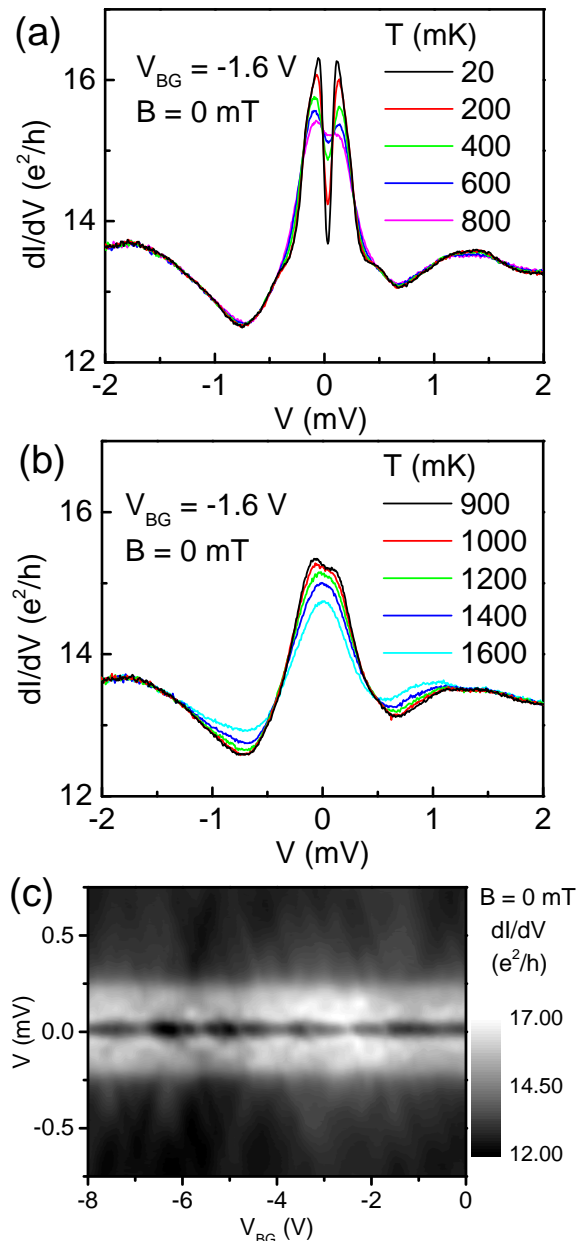 (a)
V_BG = -1.6 V
B = 0 mT
T (mK)
20
200
400
600
800
dI/dV (e²/h)
16
14
12
-2
-1
0
1
2
V (mV)
(b)
V_BG = -1.6 V
B = 0 mT
T (mK)
900
1000
1200
1400
1600
dI/dV (e²/h)
16
14
12
-2
-1
0
1
2
V (mV)
(c)
B = 0 mT
dI/dV
(e²/h)
17.00
14.50
12.00
V (mV)
0.5
0.0
-0.5
-8
-6
-4
-2
0
V_BG (V)